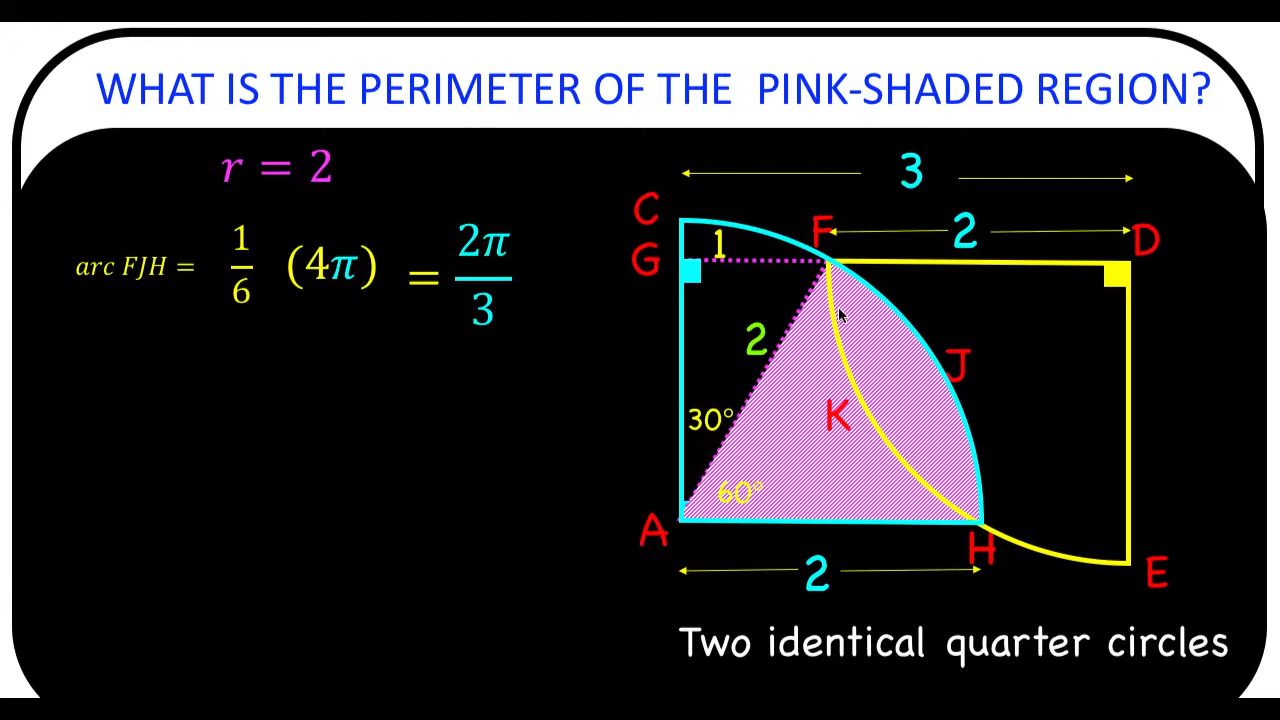 WHAT IS THE PERIMETER OF THE PINK-SHADED REGION?
r = 2
arc FJH = 1/6 (4π) = 2π/3
3
C
F
2
D
G
1
2
J
30°
K
60°
A
H
2
E
Two identical quarter circles